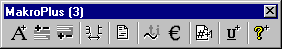 MakroPlus (3)
A+ € # u+ ?+